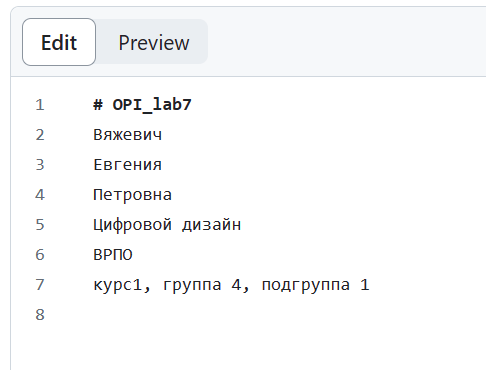 Edit Preview
1 # OPI_lab7
2 Вяжевич
3 Евгения
4 Петровна
5 Цифровой дизайн
6 ВРПО
7 курс1, группа 4, подгруппа 1
8